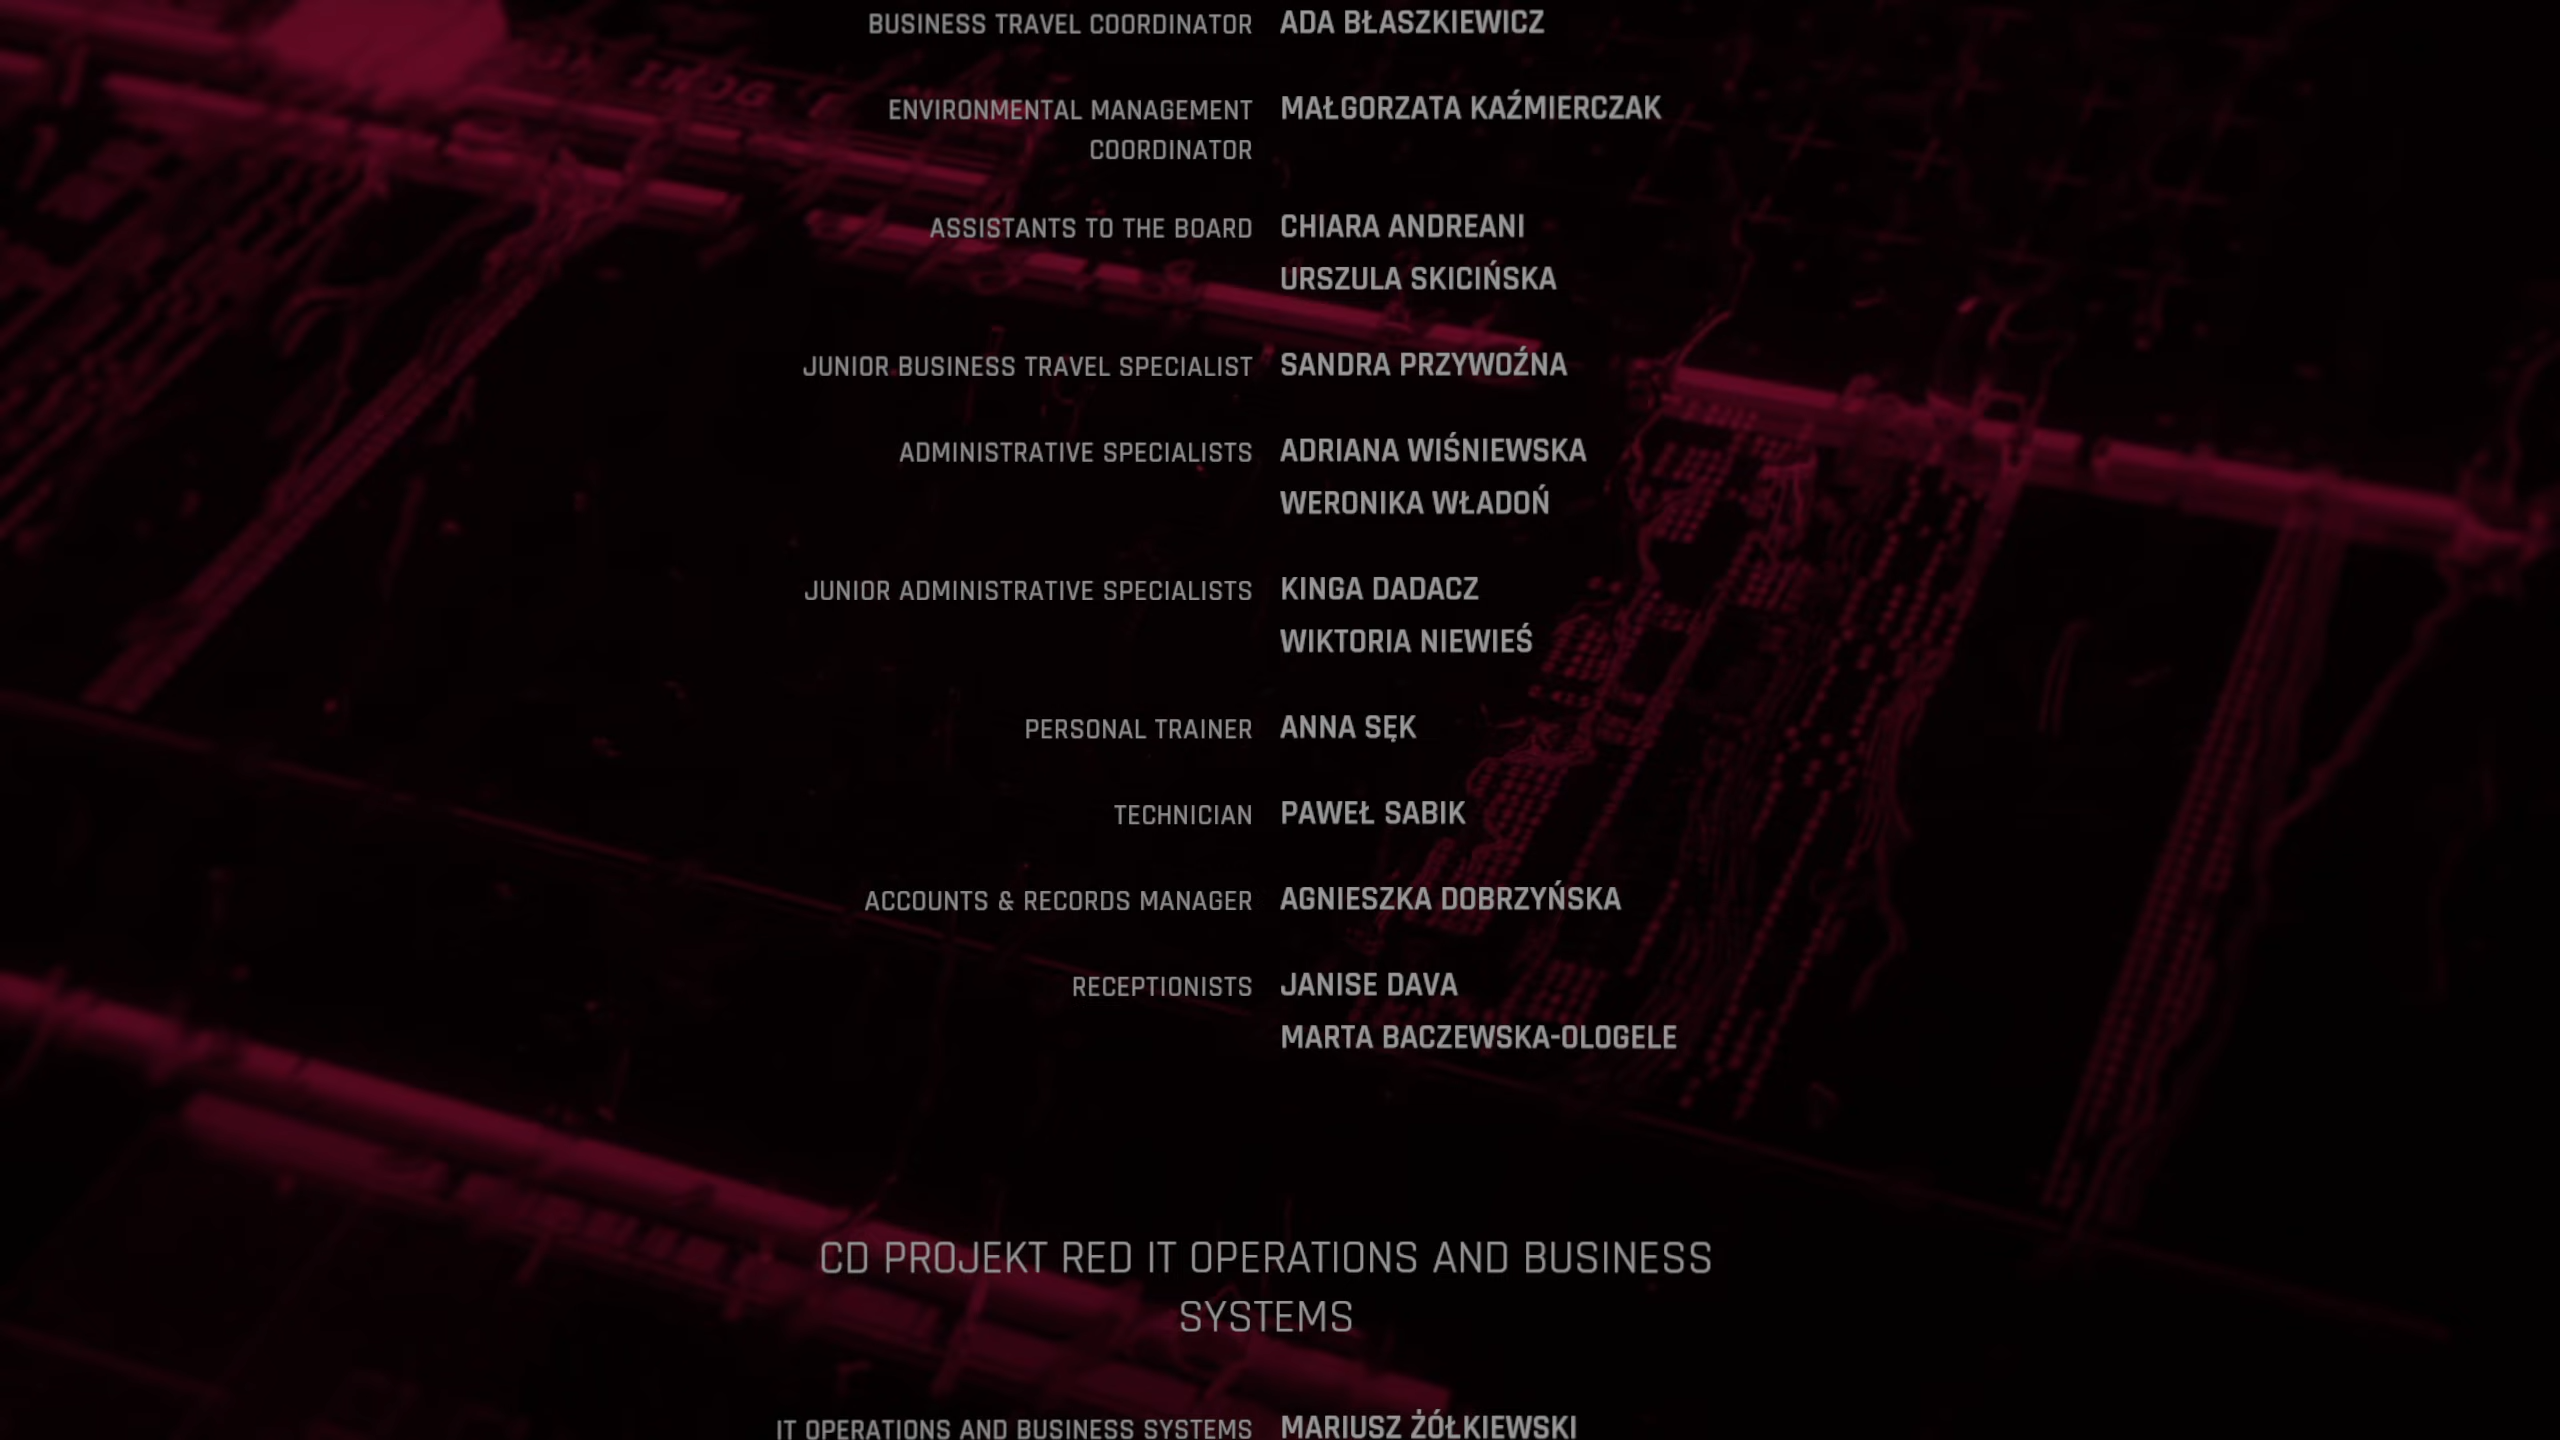 BUSINESS TRAVEL COORDINATOR ADA BŁASZKIEWICZ
ENVIRONMENTAL MANAGEMENT MAŁGORZATA KAŹMIERCZAK
COORDINATOR
ASSISTANTS TO THE BOARD CHIARA ANDREANI
URSZULA SKICIŃSKA
JUNIOR BUSINESS TRAVEL SPECIALIST SANDRA PRZYWOŹNA
ADMINISTRATIVE SPECIALISTS ADRIANA WIŚNIEWSKA
WERONIKA WŁADOŃ
JUNIOR ADMINISTRATIVE SPECIALISTS KINGA DADACZ
WIKTORIA NIEWIEŚ
PERSONAL TRAINER ANNA SĘK
TECHNICIAN PAWEŁ SABIK
ACCOUNTS & RECORDS MANAGER AGNIESZKA DOBRZYŃSKA
RECEPTIONISTS JANISE DAVA
MARTA BACZEWSKA-OLOGELE
CD PROJEKT RED IT OPERATIONS AND BUSINESS
SYSTEMS
IT OPERATIONS AND BUSINESS SYSTEMS MARIUSZ ŻÓŁKIEWSKI